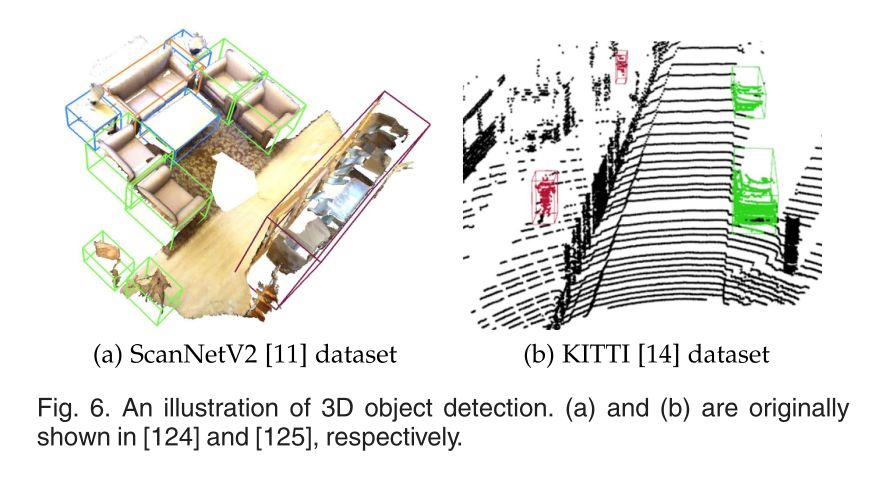 (a) ScanNetV2 [11] dataset
(b) KITTI [14] dataset
Fig. 6. An illustration of 3D object detection. (a) and (b) are originally
shown in [124] and [125], respectively.